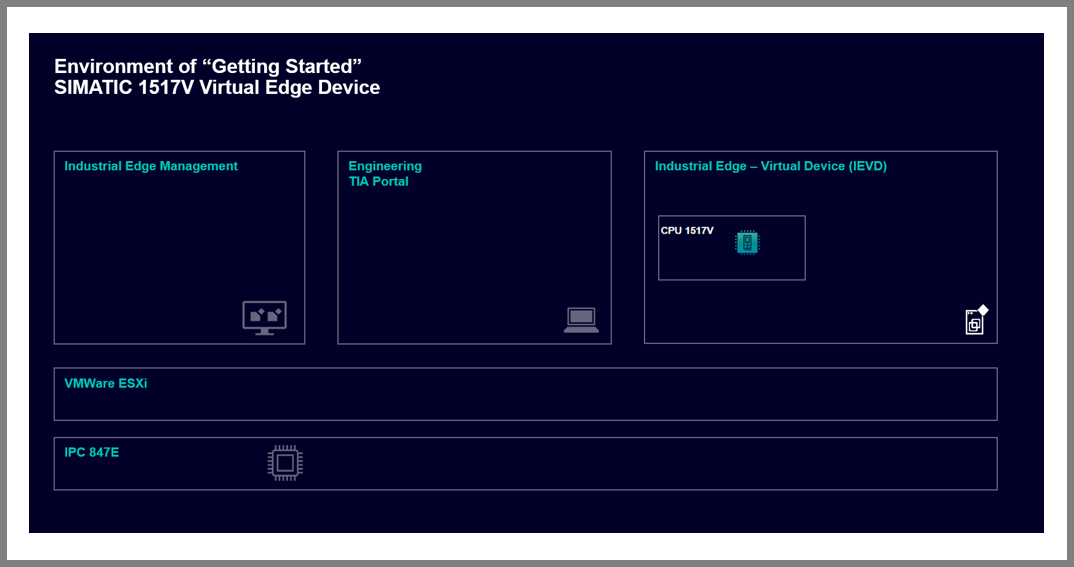 Environment of “Getting Started”
SIMATIC 1517V Virtual Edge Device
Industrial Edge Management
Engineering
TIA Portal
Industrial Edge – Virtual Device (IEVD)
CPU 1517V
VMWare ESXi
IPC 847E